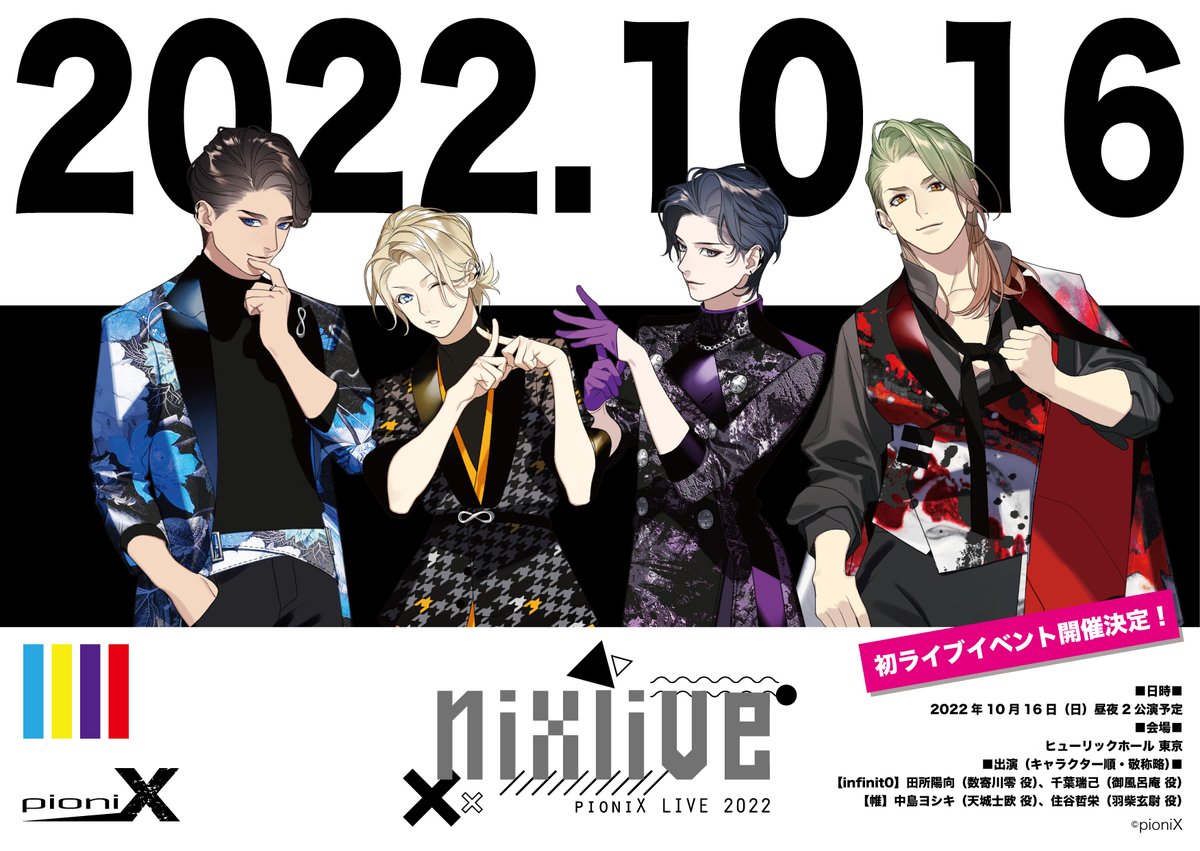 2022.10.16
初ライブイベント開催決定！
nixlive
PIONIX LIVE 2022
pioniX
■日時■
2022年10月16日（日）昼夜2公演予定
■会場■
ヒューリックホール 東京
■出演（キャラクター順・敬称略）■
【infinit0】田所陽向（数寄川零 役）、千葉瑞己（御風呂庵 役）
【帷】中島ヨシキ（天城士欧 役）、住谷哲栄（羽柴玄尉 役）
©pioniX